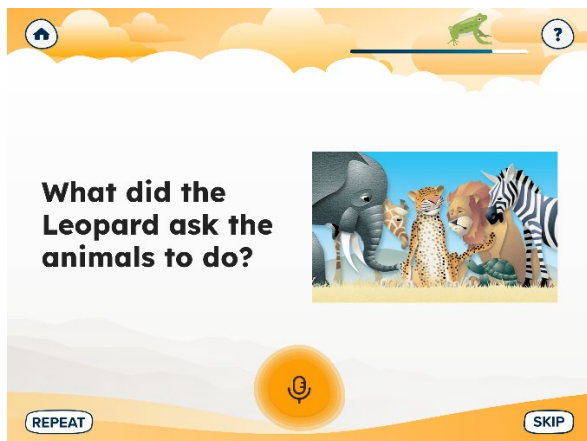 ?
What did the
Leopard ask the
animals to do?
REPEAT
SKIP